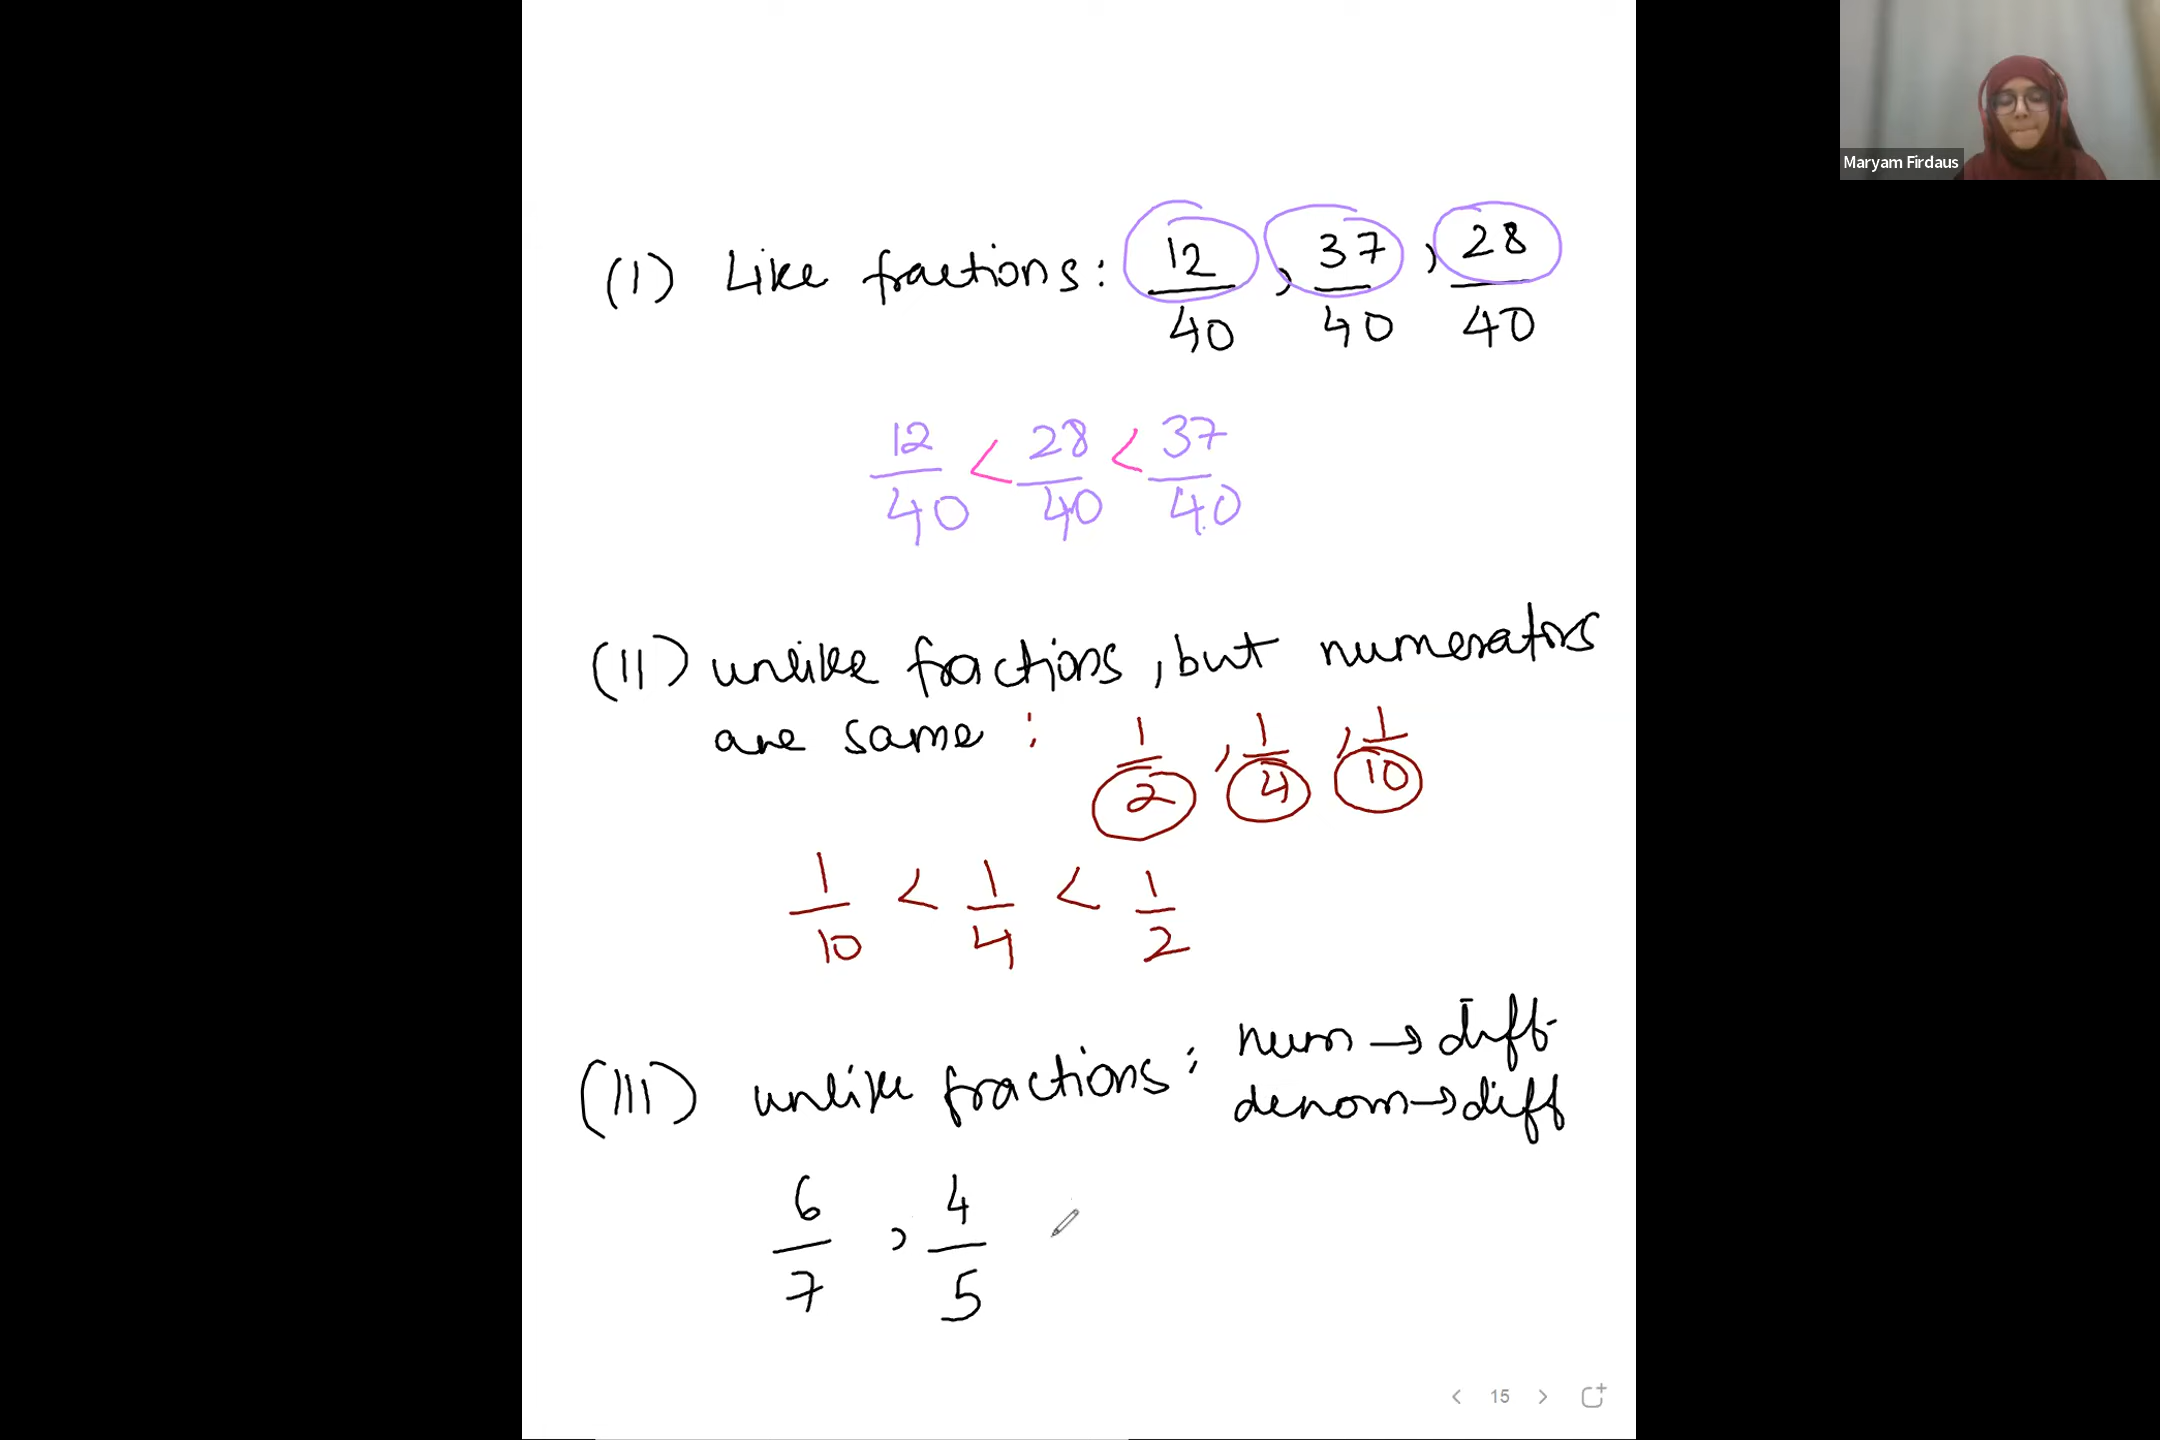 Maryam Firdaus
(I) Like fractions: 12/40, 37/40, 28/40
12/40 < 28/40 < 37/40
(II) unlike fractions, but numerators
are same : 1/2, 1/4, 1/10
1/10 < 1/4 < 1/2
(III) unlike fractions: num → diff
denom → diff
6/7, 4/5
< 15 >